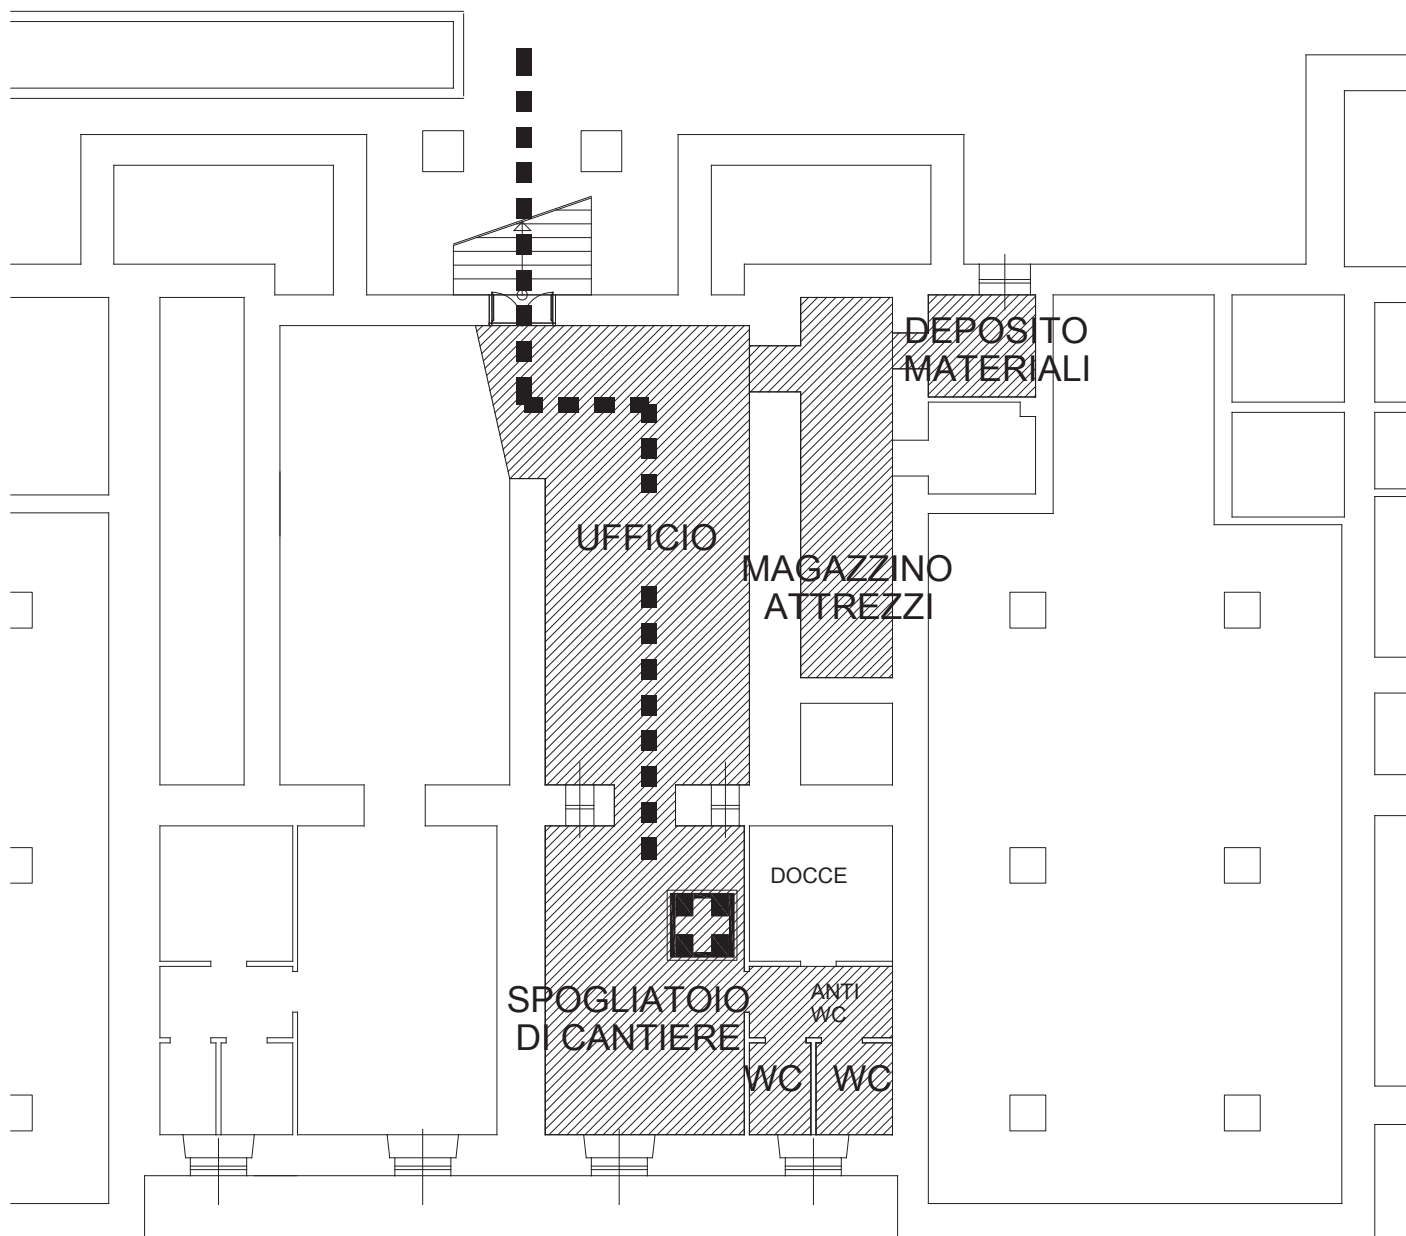 DEPOSITO
MATERIALI
UFFICIO
MAGAZZINO
ATTREZZI
DOCCE
SPOGLIATOIO
DI CANTIERE
ANTI
WC
WC
WC